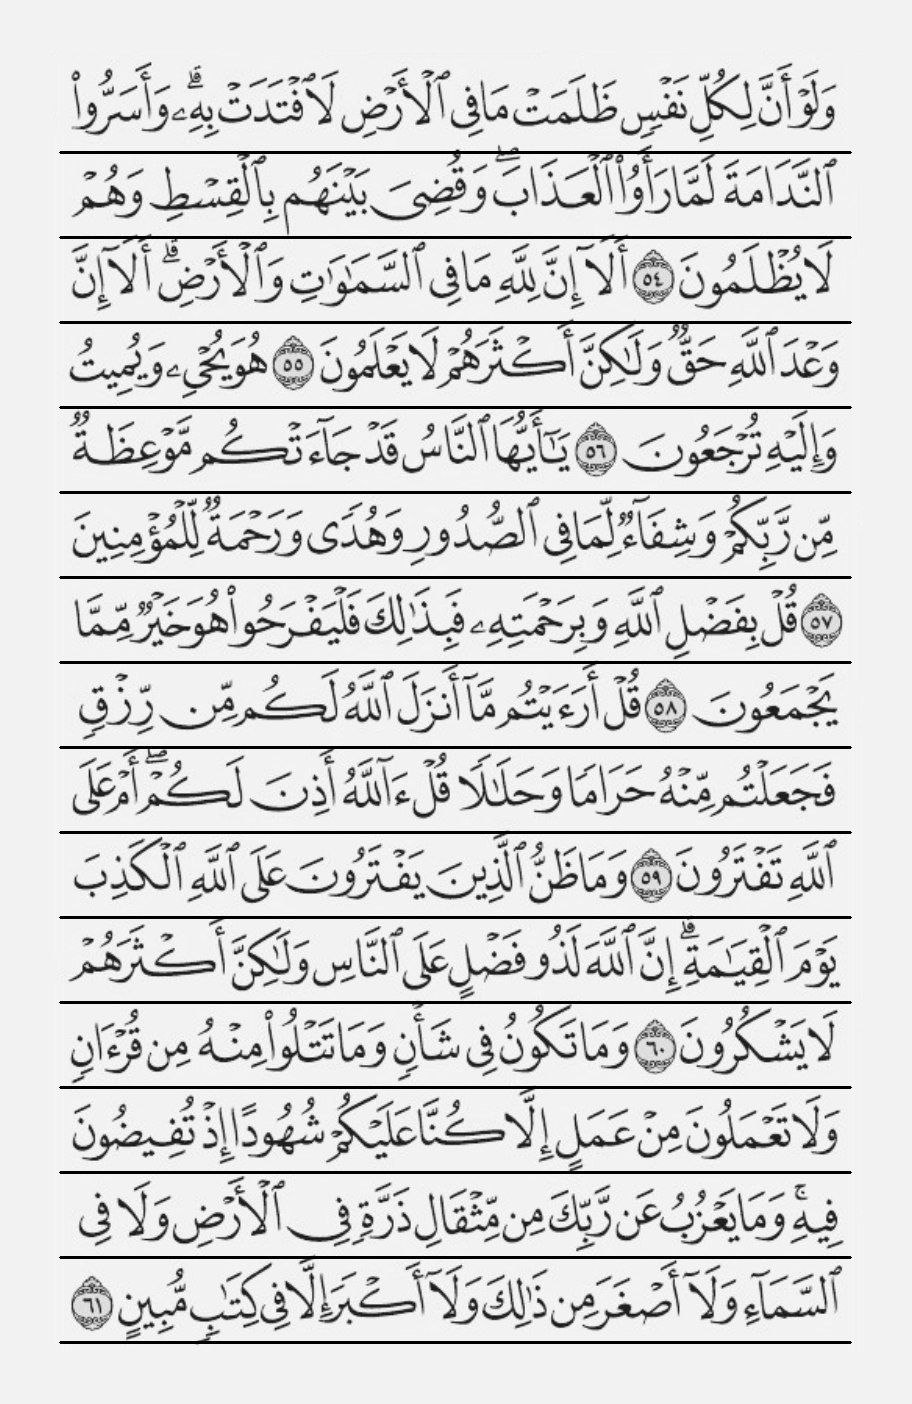 وَلَوْ أَنَّ لِكُلِّ نَفْسٍ ظَلَمَتْ مَا فِي ٱلْأَرْضِ لَٱفْتَدَتْ بِهِۦۗ وَأَسَرُّوا۟
ٱلنَّدَامَةَ لَمَّا رَأَوُا۟ ٱلْعَذَابَۖ وَقُضِىَ بَيْنَهُم بِٱلْقِسْطِ وَهُمْ
لَا يُظْلَمُونَ ٥٤ أَلَآ إِنَّ لِلَّهِ مَا فِى ٱلسَّمَـٰوَٰتِ وَٱلْأَرْضِۗ أَلَآ إِنَّ
وَعْدَ ٱللَّهِ حَقٌّ وَلَـٰكِنَّ أَكْثَرَهُمْ لَا يَعْلَمُونَ ٥٥ هُوَ يُحْىِۦ وَيُمِيتُ
وَإِلَيْهِ تُرْجَعُونَ ٥٦ يَـٰٓأَيُّهَا ٱلنَّاسُ قَدْ جَآءَتْكُم مَّوْعِظَةٌ
مِّن رَّبِّكُمْ وَشِفَآءٌ لِّمَا فِى ٱلصُّدُورِ وَهُدًى وَرَحْمَةٌ لِّلْمُؤْمِنِينَ
٥٧ قُلْ بِفَضْلِ ٱللَّهِ وَبِرَحْمَتِهِۦ فَبِذَٰلِكَ فَلْيَفْرَحُوا۟ هُوَ خَيْرٌ مِّمَّا
يَجْمَعُونَ ٥٨ قُلْ أَرَءَيْتُم مَّآ أَنزَلَ ٱللَّهُ لَكُم مِّن رِّزْقٍ
فَجَعَلْتُم مِّنْهُ حَرَامًا وَحَلَـٰلًا قُلْ ءَآللَّهُ أَذِنَ لَكُمْۖ أَمْ عَلَى
ٱللَّهِ تَفْتَرُونَ ٥٩ وَمَا ظَنُّ ٱلَّذِينَ يَفْتَرُونَ عَلَى ٱللَّهِ ٱلْكَذِبَ
يَوْمَ ٱلْقِيَـٰمَةِۗ إِنَّ ٱللَّهَ لَذُو فَضْلٍ عَلَى ٱلنَّاسِ وَلَـٰكِنَّ أَكْثَرَهُمْ
لَا يَشْكُرُونَ ٦٠ وَمَا تَكُونُ فِى شَأْنٍ وَمَا تَتْلُوا۟ مِنْهُ مِن قُرْءَانٍ
وَلَا تَعْمَلُونَ مِنْ عَمَلٍ إِلَّا كُنَّا عَلَيْكُمْ شُهُودًا إِذْ تُفِيضُونَ
فِيهِۚ وَمَا يَعْزُبُ عَن رَّبِّكَ مِن مِّثْقَالِ ذَرَّةٍ فِى ٱلْأَرْضِ وَلَا فِى
ٱلسَّمَآءِ وَلَآ أَصْغَرَ مِن ذَٰلِكَ وَلَآ أَكْبَرَ إِلَّا فِى كِتَـٰبٍ مُّبِينٍ ٦١